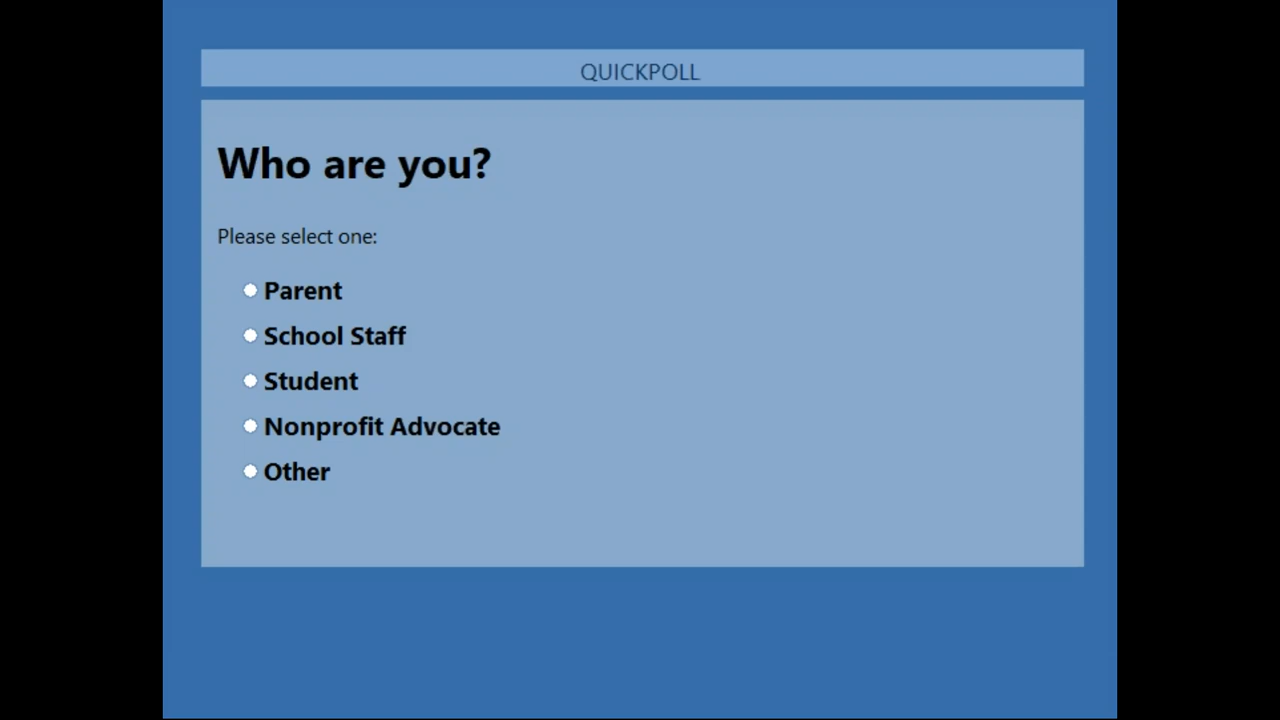 QUICKPOLL
Who are you?
Please select one:
Parent
School Staff
Student
Nonprofit Advocate
Other